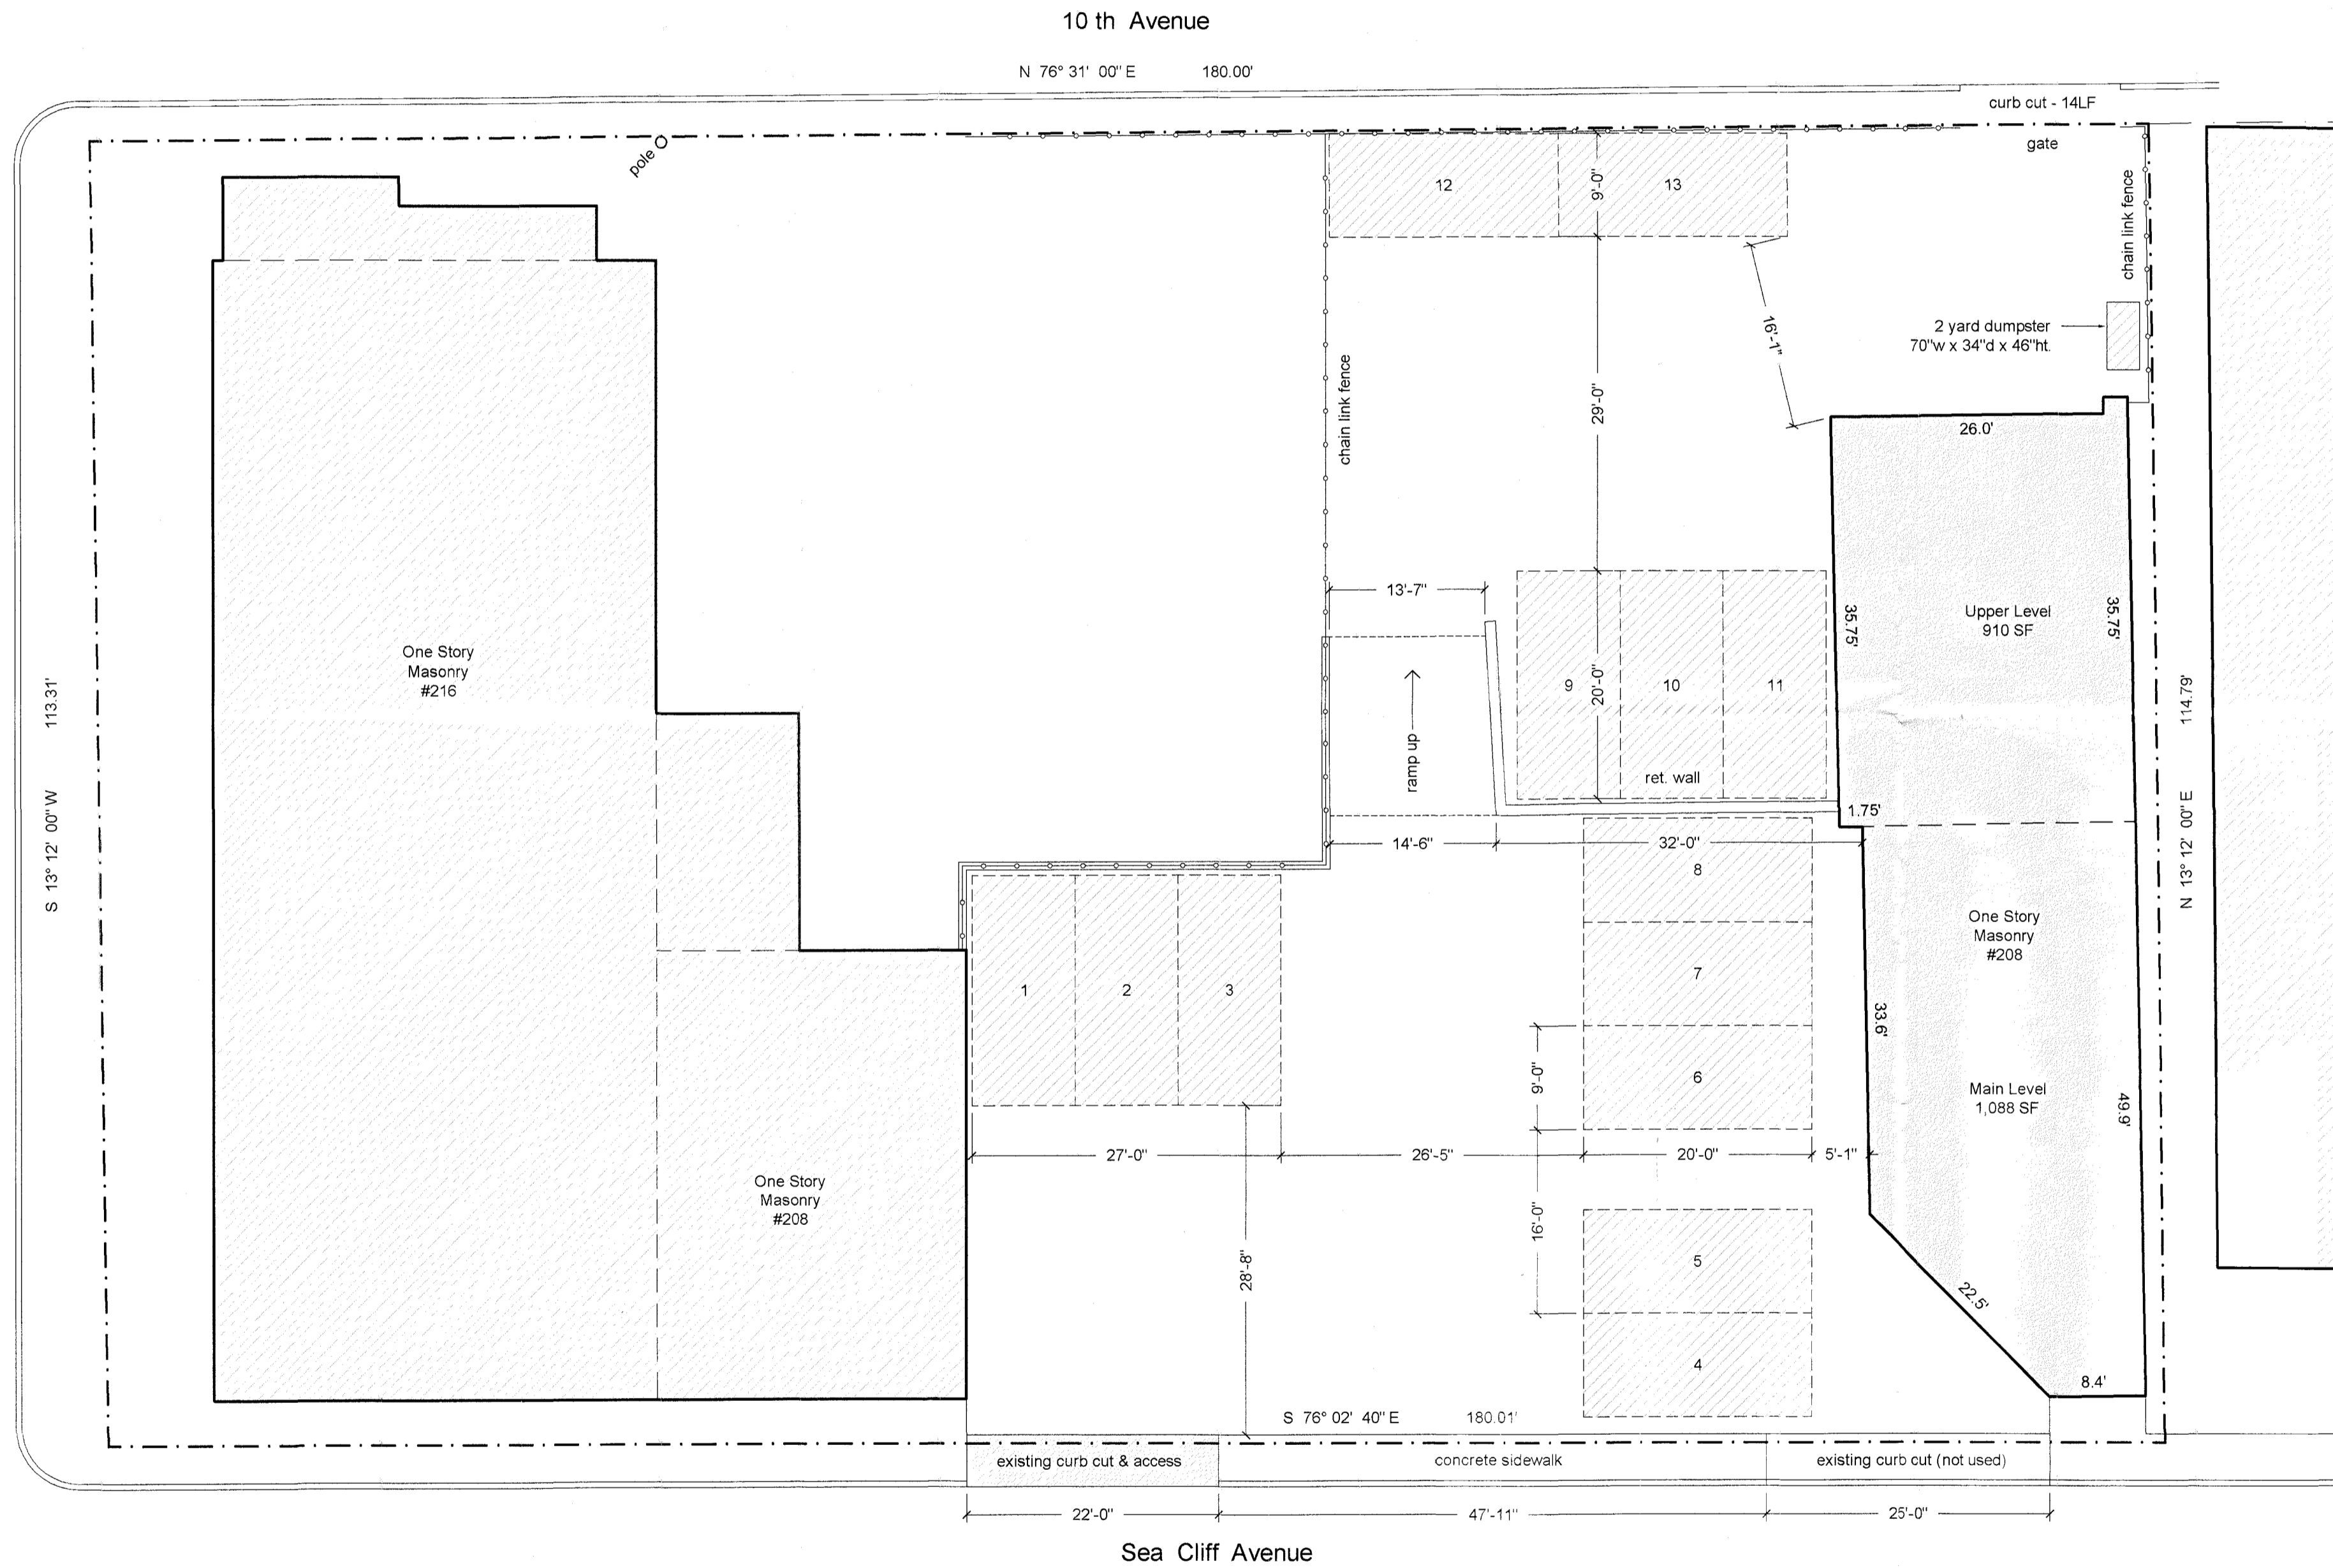 10 th Avenue
N 76° 31' 00" E 180.00'
curb cut - 14LF
gate
pole
12
13
9'-0"
chain link fence
16'-1"
2 yard dumpster
70"w x 34"d x 46"ht.
chain link fence
29'-0"
26.0'
13'-7"
35.75'
Upper Level
910 SF
35.75'
One Story
Masonry
#216
S 13° 12' 00" W 113.31'
N 13° 12' 00" E 114.79'
ramp up
9
20'-0"
10
11
ret. wall
1.75'
14'-6"
32'-0"
8
One Story
Masonry
#208
1
2
3
7
33.6'
9'-0"
6
Main Level
1,088 SF
49.9'
27'-0"
26'-5"
20'-0"
5'-1"
One Story
Masonry
#208
28'-8"
16'-0"
5
22.5'
4
8.4'
S 76° 02' 40" E 180.01'
existing curb cut & access
concrete sidewalk
existing curb cut (not used)
22'-0"
47'-11"
25'-0"
Sea Cliff Avenue